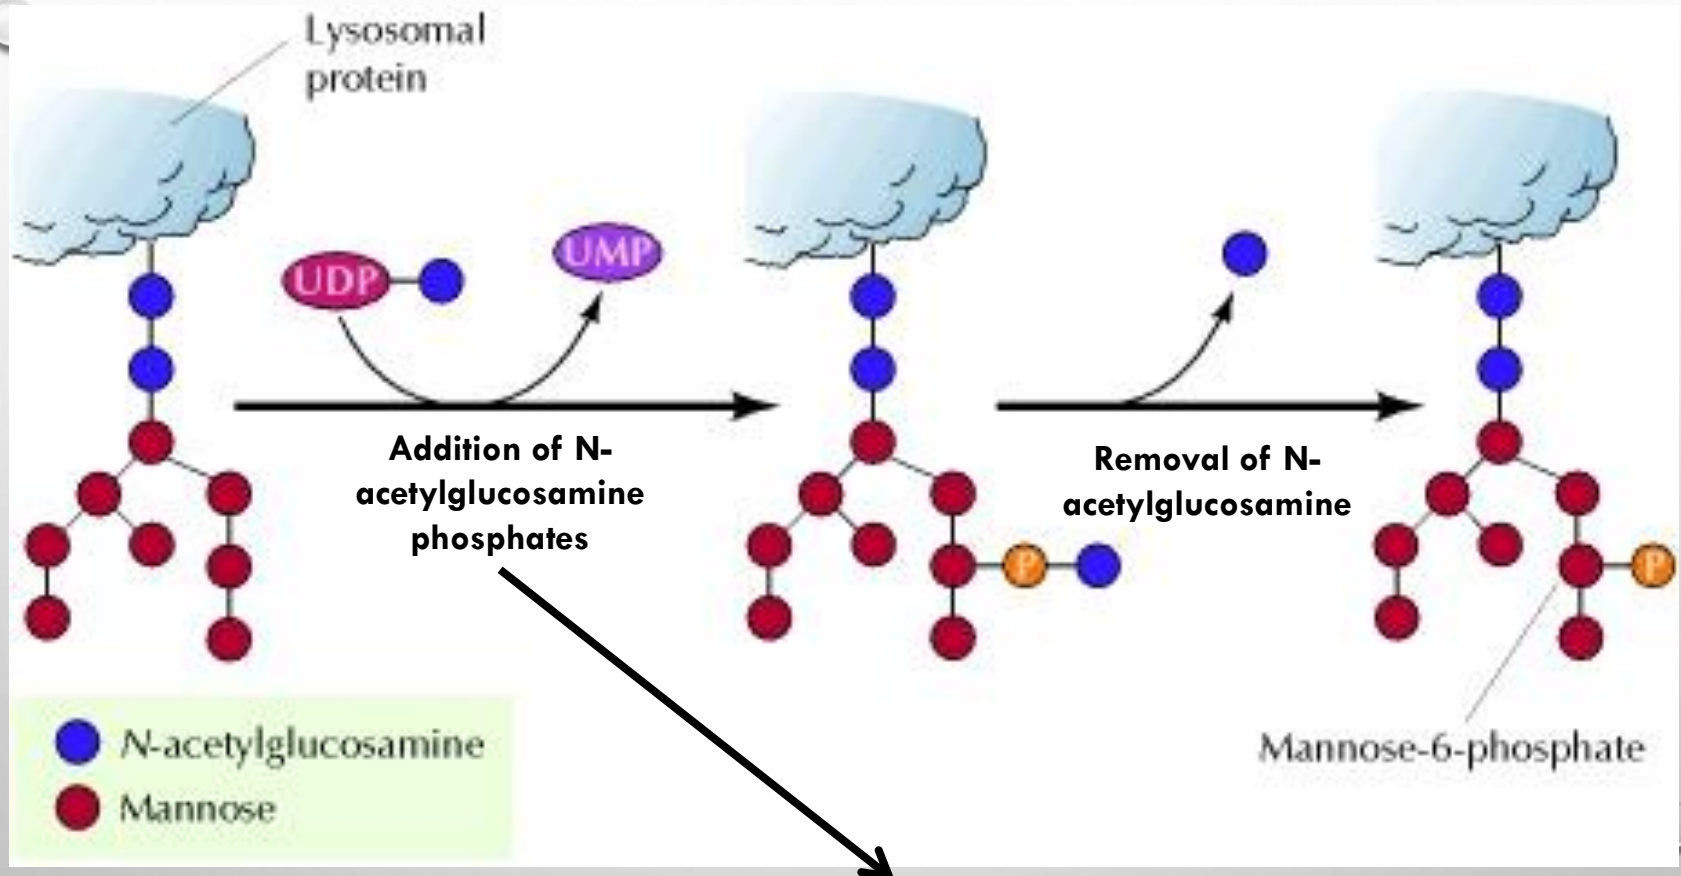 Lysosomal
protein
UDP
UMP
Addition of N-
acetylglucosamine
phosphates
Removal of N-
acetylglucosamine
P
P
Mannose-6-phosphate
N-acetylglucosamine
Mannose